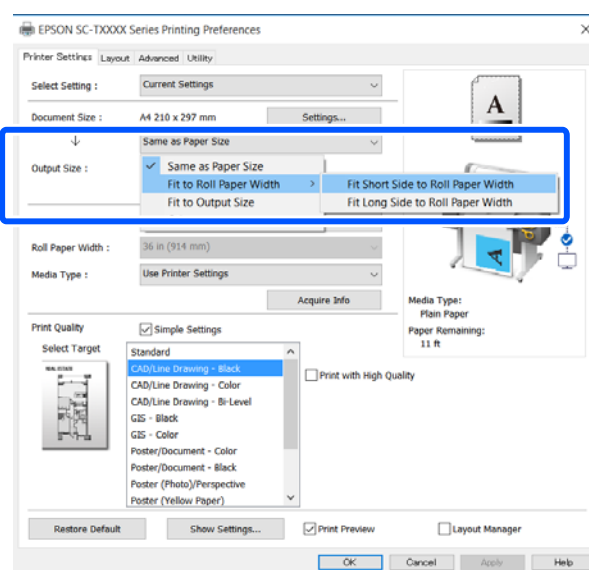 EPSON SC-TXXXX Series Printing Preferences
Printer Settings Layout Advanced Utility
Select Setting : Current Settings
Document Size : A4 210 x 297 mm Settings...
Same as Paper Size
Output Size :
Same as Paper Size
Fit to Roll Paper Width Fit Short Side to Roll Paper Width
Fit to Output Size Fit Long Side to Roll Paper Width
Roll Paper Width : 36 in (914 mm)
Media Type : Use Printer Settings
Acquire Info
A
A
Media Type:
Plain Paper
Paper Remaining:
11 ft
Print Quality Simple Settings
Select Target
Standard
CAD/Line Drawing - Black
CAD/Line Drawing - Color
CAD/Line Drawing - Bi-Level
GIS - Black
GIS - Color
Poster/Document - Color
Poster/Document - Black
Poster (Photo)/Perspective
Poster (Yellow Paper)
Print with High Quality
Restore Default Show Settings... Print Preview Layout Manager
OK Cancel Apply Help